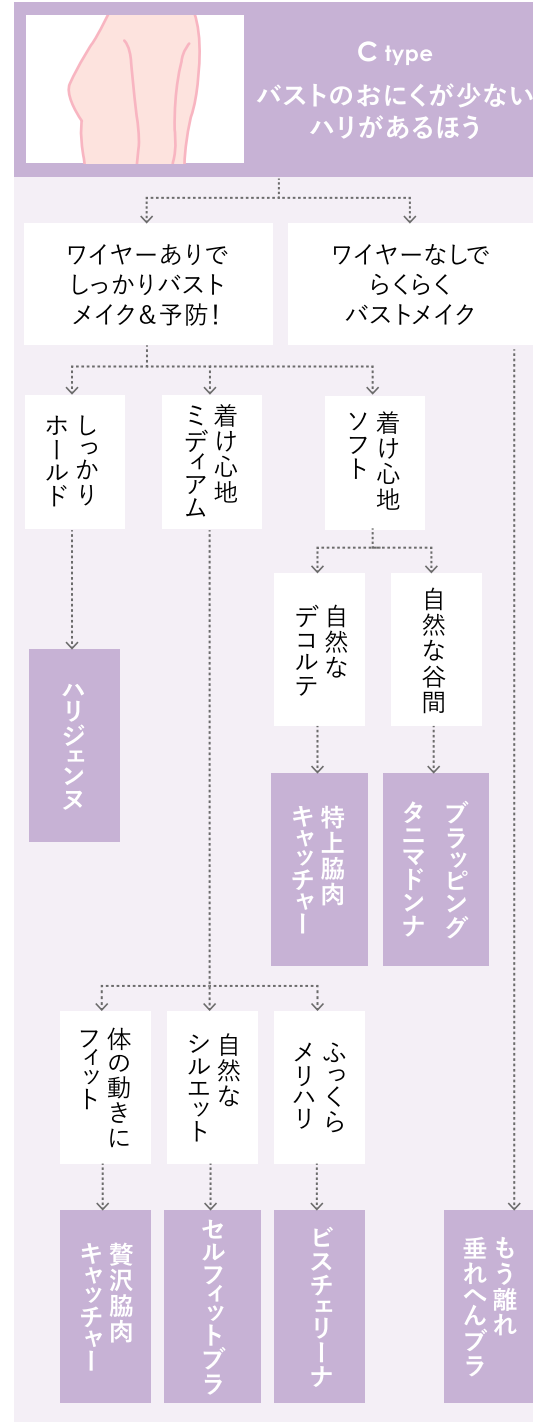 C type
バストのおにくが少ない
ハリがあるほう
ワイヤーありで
しっかりバスト
メイク＆予防！
ワイヤーなしで
らくらく
バストメイク
しっかり
ホールド
着け心地
ミディアム
着け心地
ソフト
自然な
デコルテ
自然な谷間
ハリジェンヌ
特上脇肉
キャッチャー
ブラッピング
タニマドンナ
体の動きに
フィット
自然な
シルエット
ふっくら
メリハリ
贅沢脇肉
キャッチャー
セルフィットブラ
ビスチェリーナ
もう離れ
垂れへんブラ